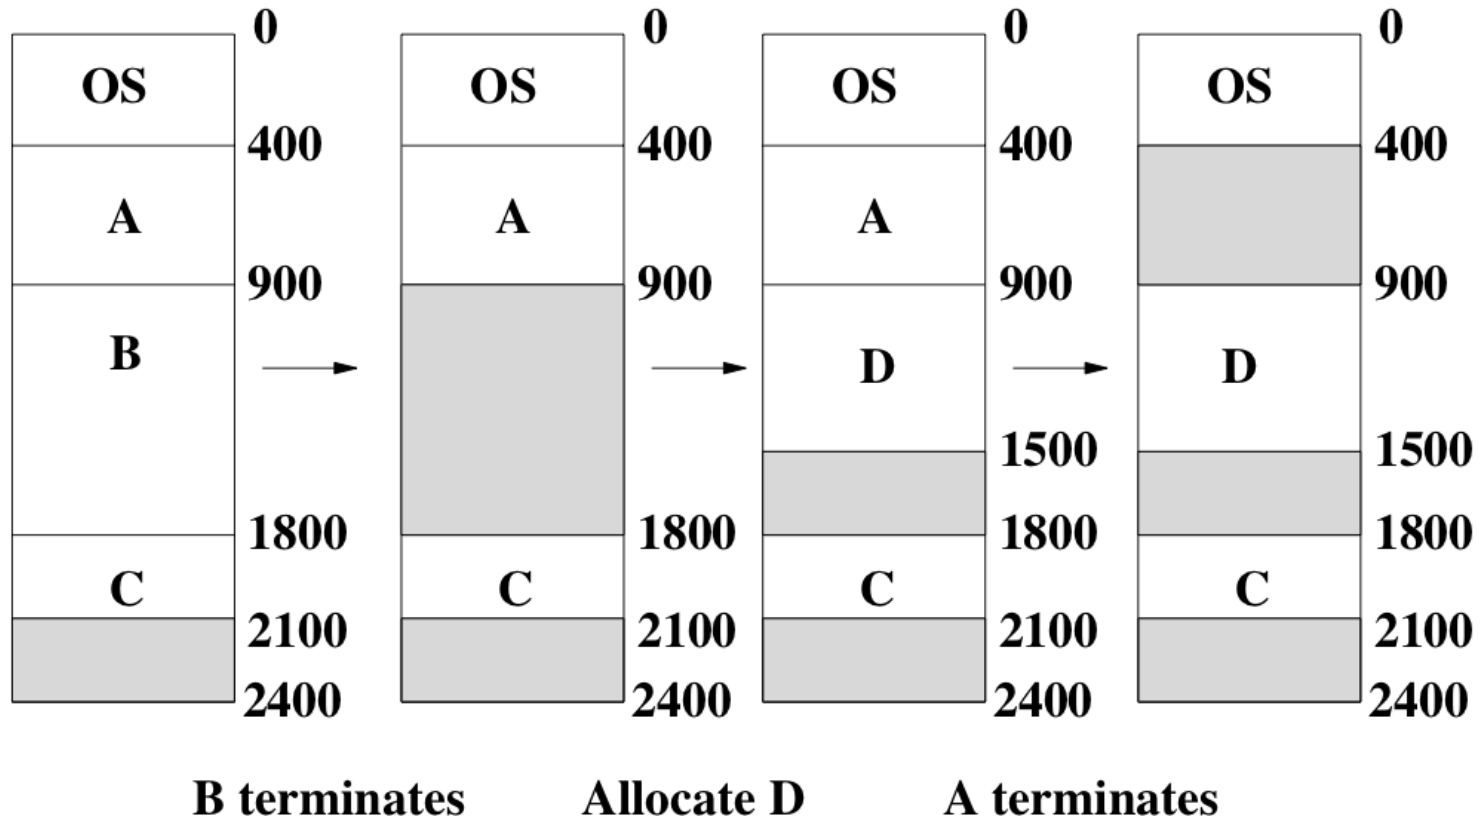 0 0 0 0
OS OS OS OS
400 400 400 400
A A A
900 900 900 900
B D D
1500 1500
1800 1800 1800 1800
C C C C
2100 2100 2100 2100
2400 2400 2400 2400
B terminates Allocate D A terminates